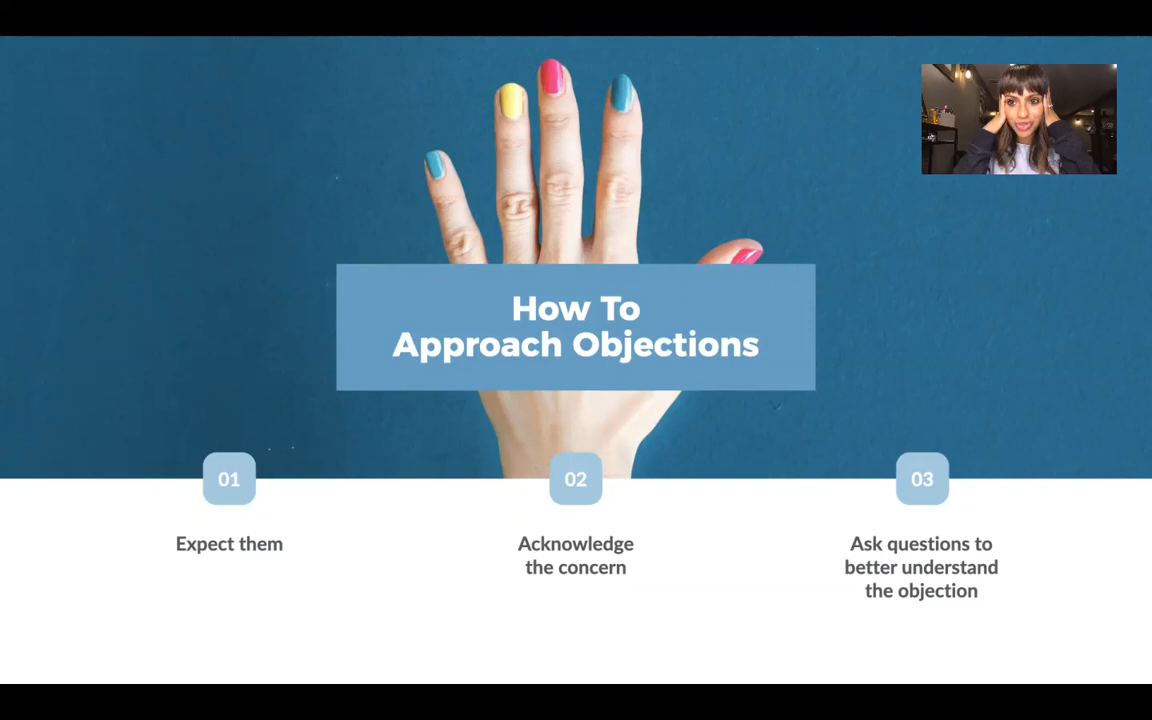 How To
Approach Objections
01
Expect them
02
Acknowledge
the concern
03
Ask questions to
better understand
the objection